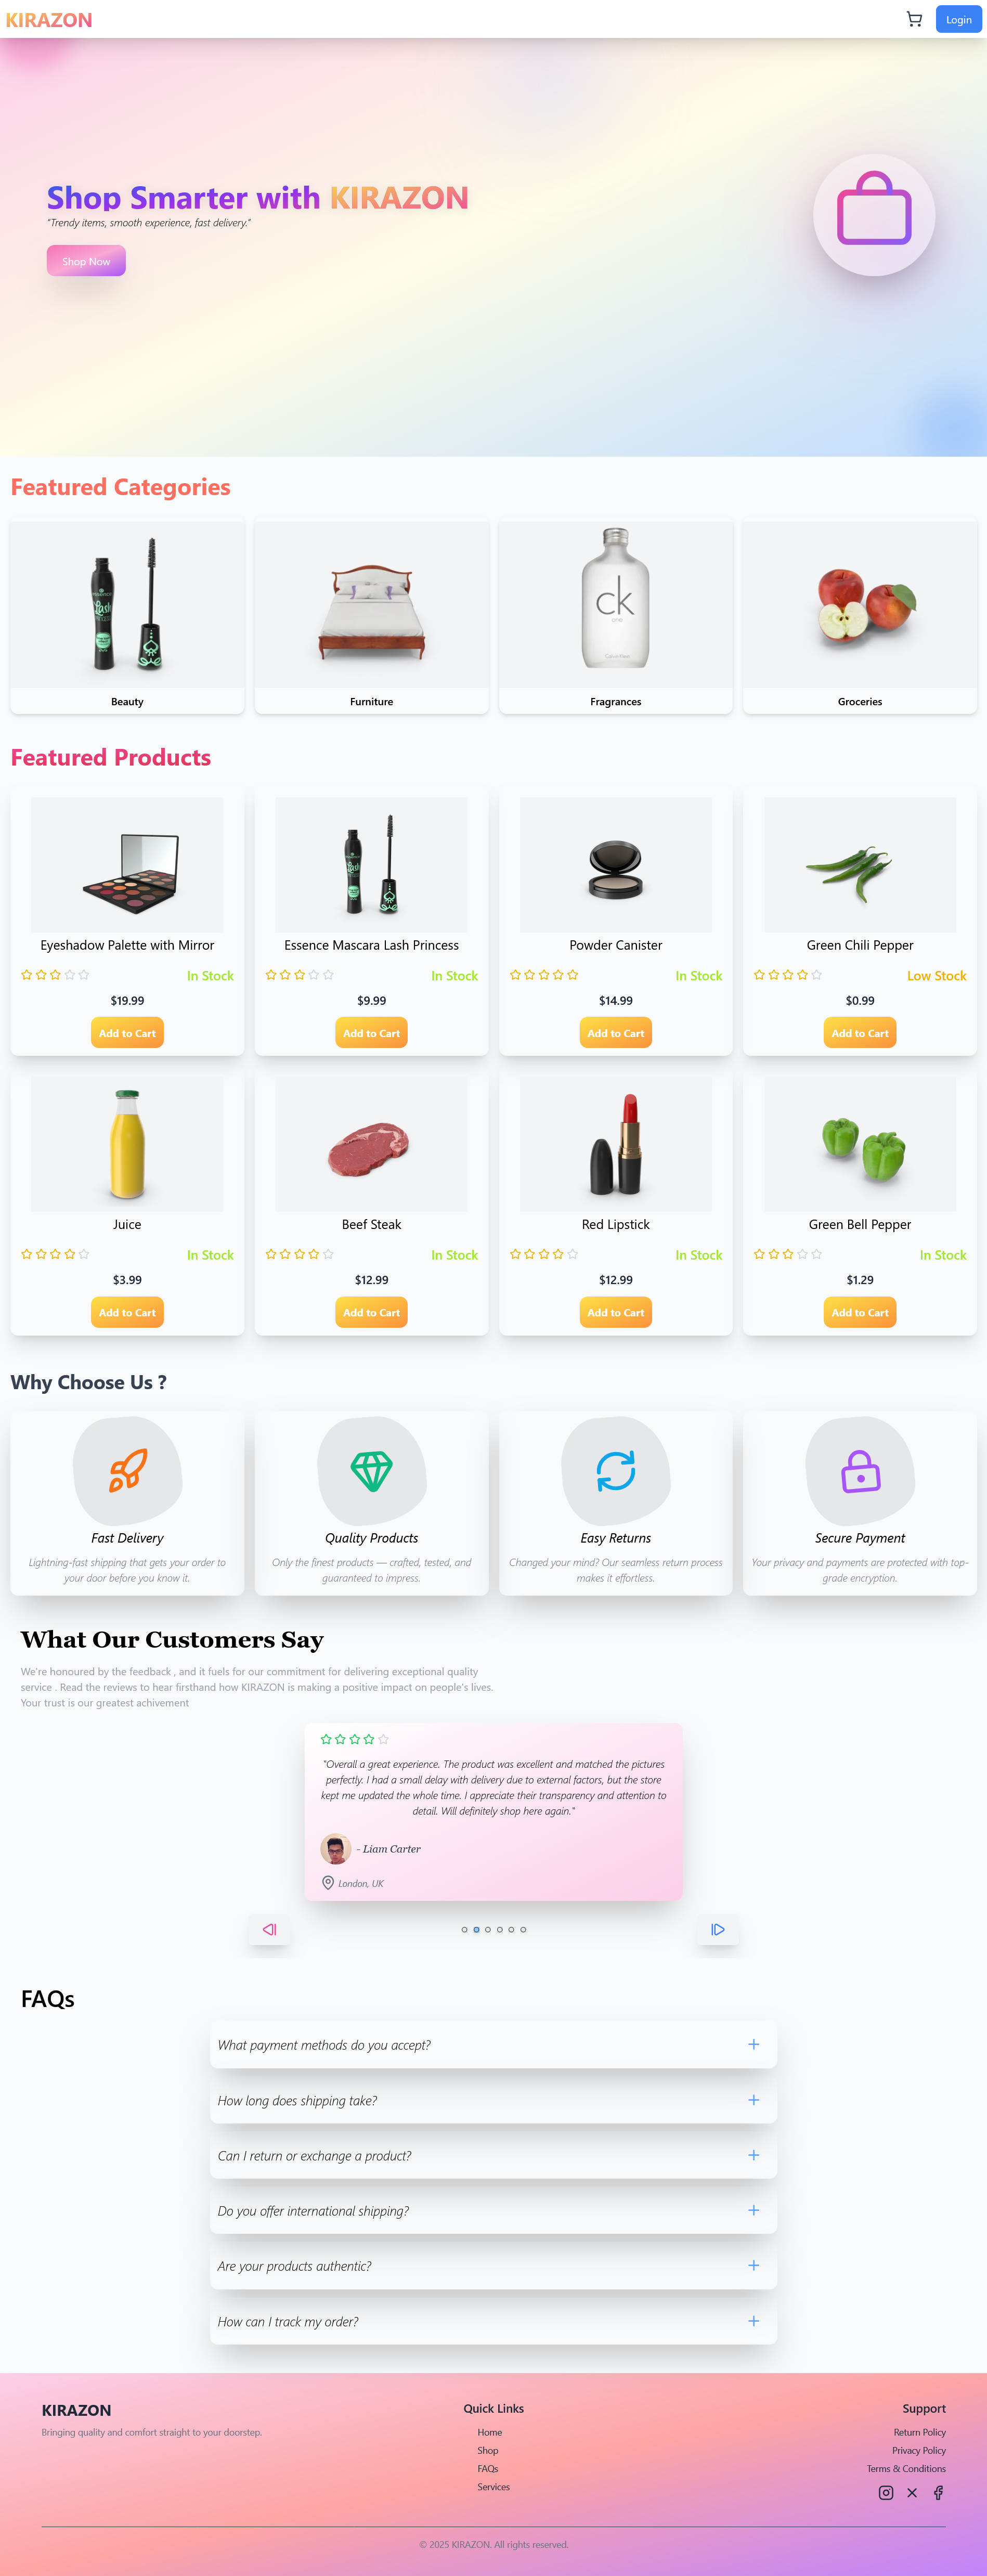 KIRAZON
Login
Shop Smarter with KIRAZON
"Trendy items, smooth experience, fast delivery."
Shop Now
Featured Categories
essence
Lash
ck
one
Calvin Klein
Beauty
Furniture
Fragrances
Groceries
Featured Products
Lash
Eyeshadow Palette with Mirror
Essence Mascara Lash Princess
Powder Canister
Green Chili Pepper
In Stock
In Stock
In Stock
Low Stock
$19.99
$9.99
$14.99
$0.99
Add to Cart
Add to Cart
Add to Cart
Add to Cart
Juice
Beef Steak
Red Lipstick
Green Bell Pepper
In Stock
In Stock
In Stock
In Stock
$3.99
$12.99
$12.99
$1.29
Add to Cart
Add to Cart
Add to Cart
Add to Cart
Why Choose Us ?
Fast Delivery
Lightning-fast shipping that gets your order to
your door before you know it.
Quality Products
Only the finest products — crafted, tested, and
guaranteed to impress.
Easy Returns
Changed your mind? Our seamless return process
makes it effortless.
Secure Payment
Your privacy and payments are protected with top-
grade encryption.
What Our Customers Say
We're honoured by the feedback , and it fuels for our commitment for delivering exceptional quality
service . Read the reviews to hear firsthand how KIRAZON is making a positive impact on people's lives.
Your trust is our greatest achivement
"Overall a great experience. The product was excellent and matched the pictures
perfectly. I had a small delay with delivery due to external factors, but the store
kept me updated the whole time. I appreciate their transparency and attention to
detail. Will definitely shop here again."
- Liam Carter
London, UK
FAQs
What payment methods do you accept?
How long does shipping take?
Can I return or exchange a product?
Do you offer international shipping?
Are your products authentic?
How can I track my order?
KIRAZON
Bringing quality and comfort straight to your doorstep.
Quick Links
Home
Shop
FAQs
Services
Support
Return Policy
Privacy Policy
Terms & Conditions
© 2025 KIRAZON. All rights reserved.